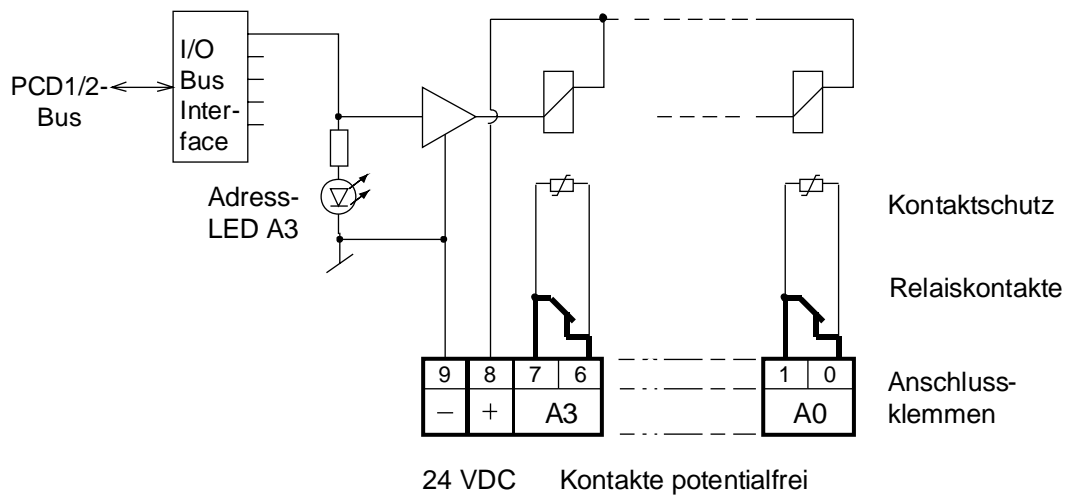 I/O
Bus
Inter-
face
PCD1/2-
Bus
Adress-
LED A3
Kontaktschutz
Relaiskontakte
9 8 7 6 1 0
– + A3 A0
Anschluss-
klemmen
24 VDC Kontakte potentialfrei